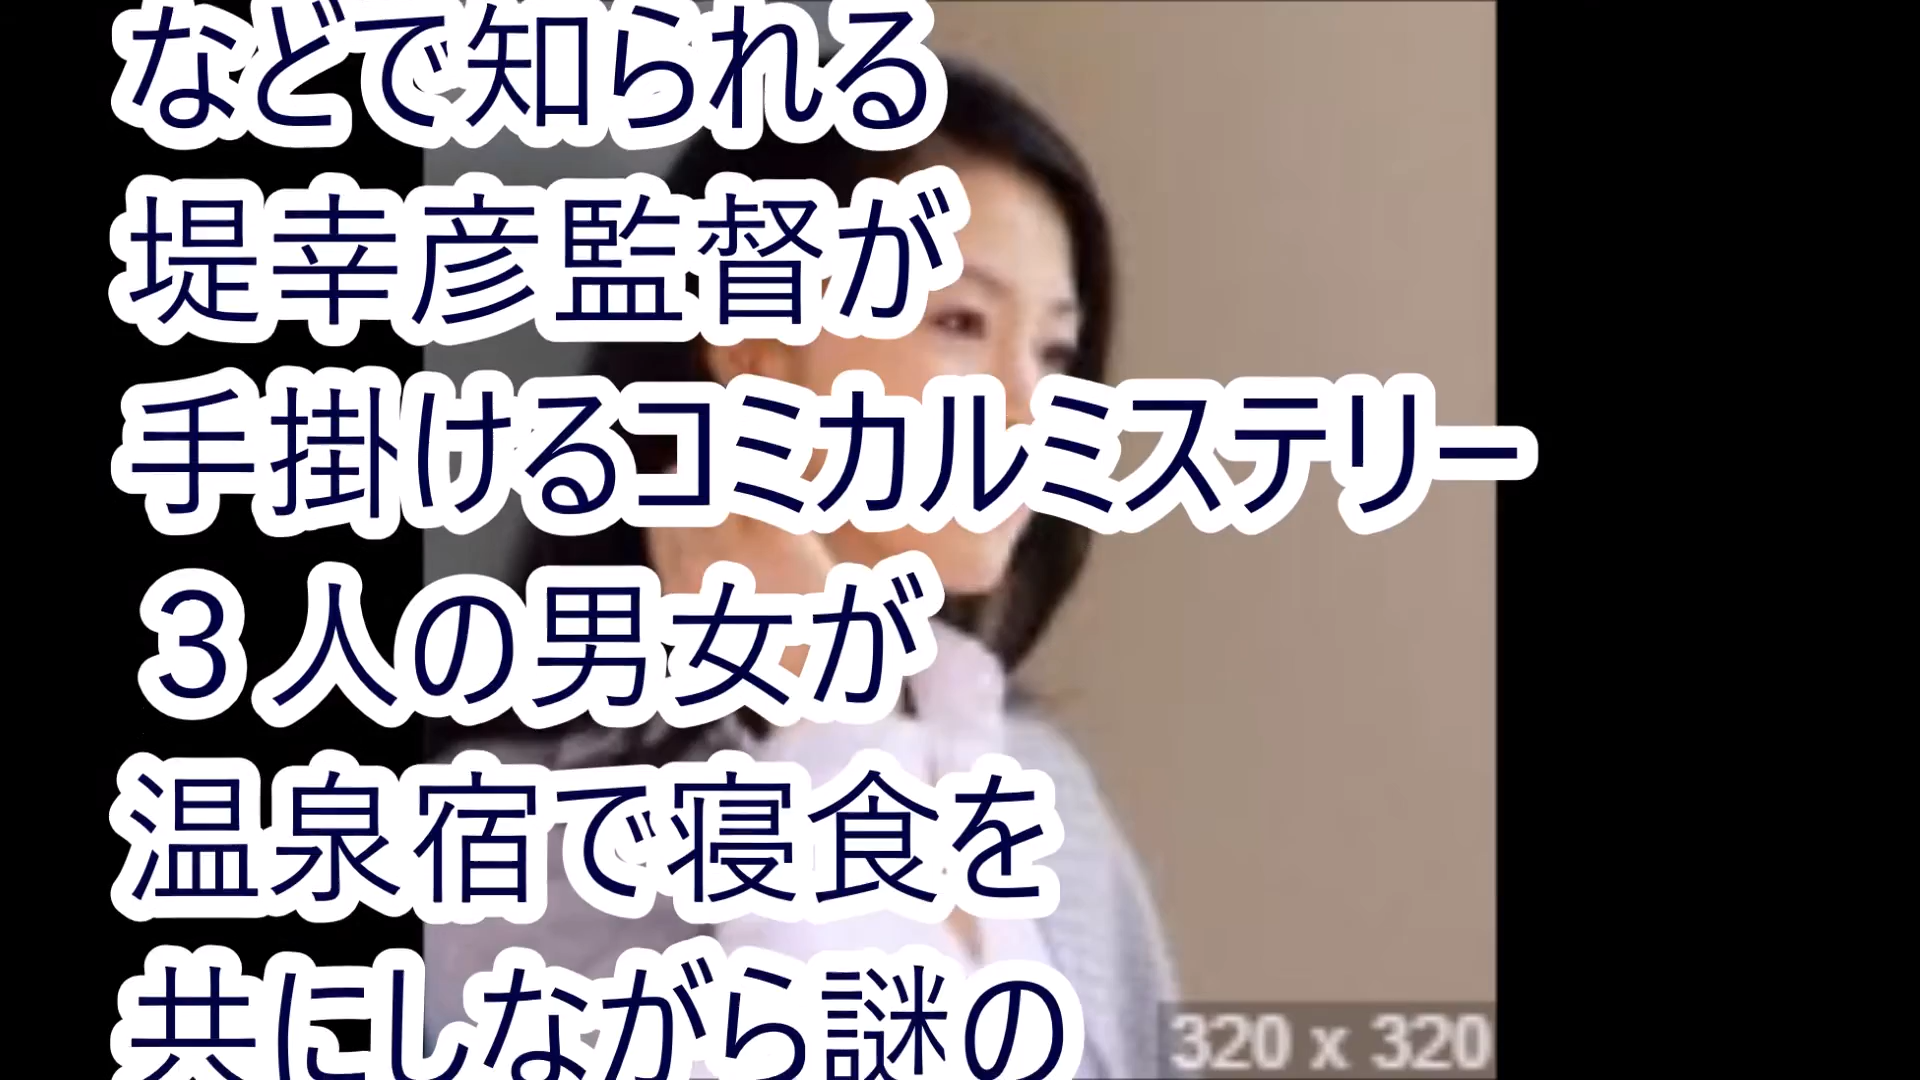 などで知られる
堤幸彦監督が
手掛けるコミカルミステリー
３人の男女が
温泉宿で寝食を
共にしながら謎の
320 x 320